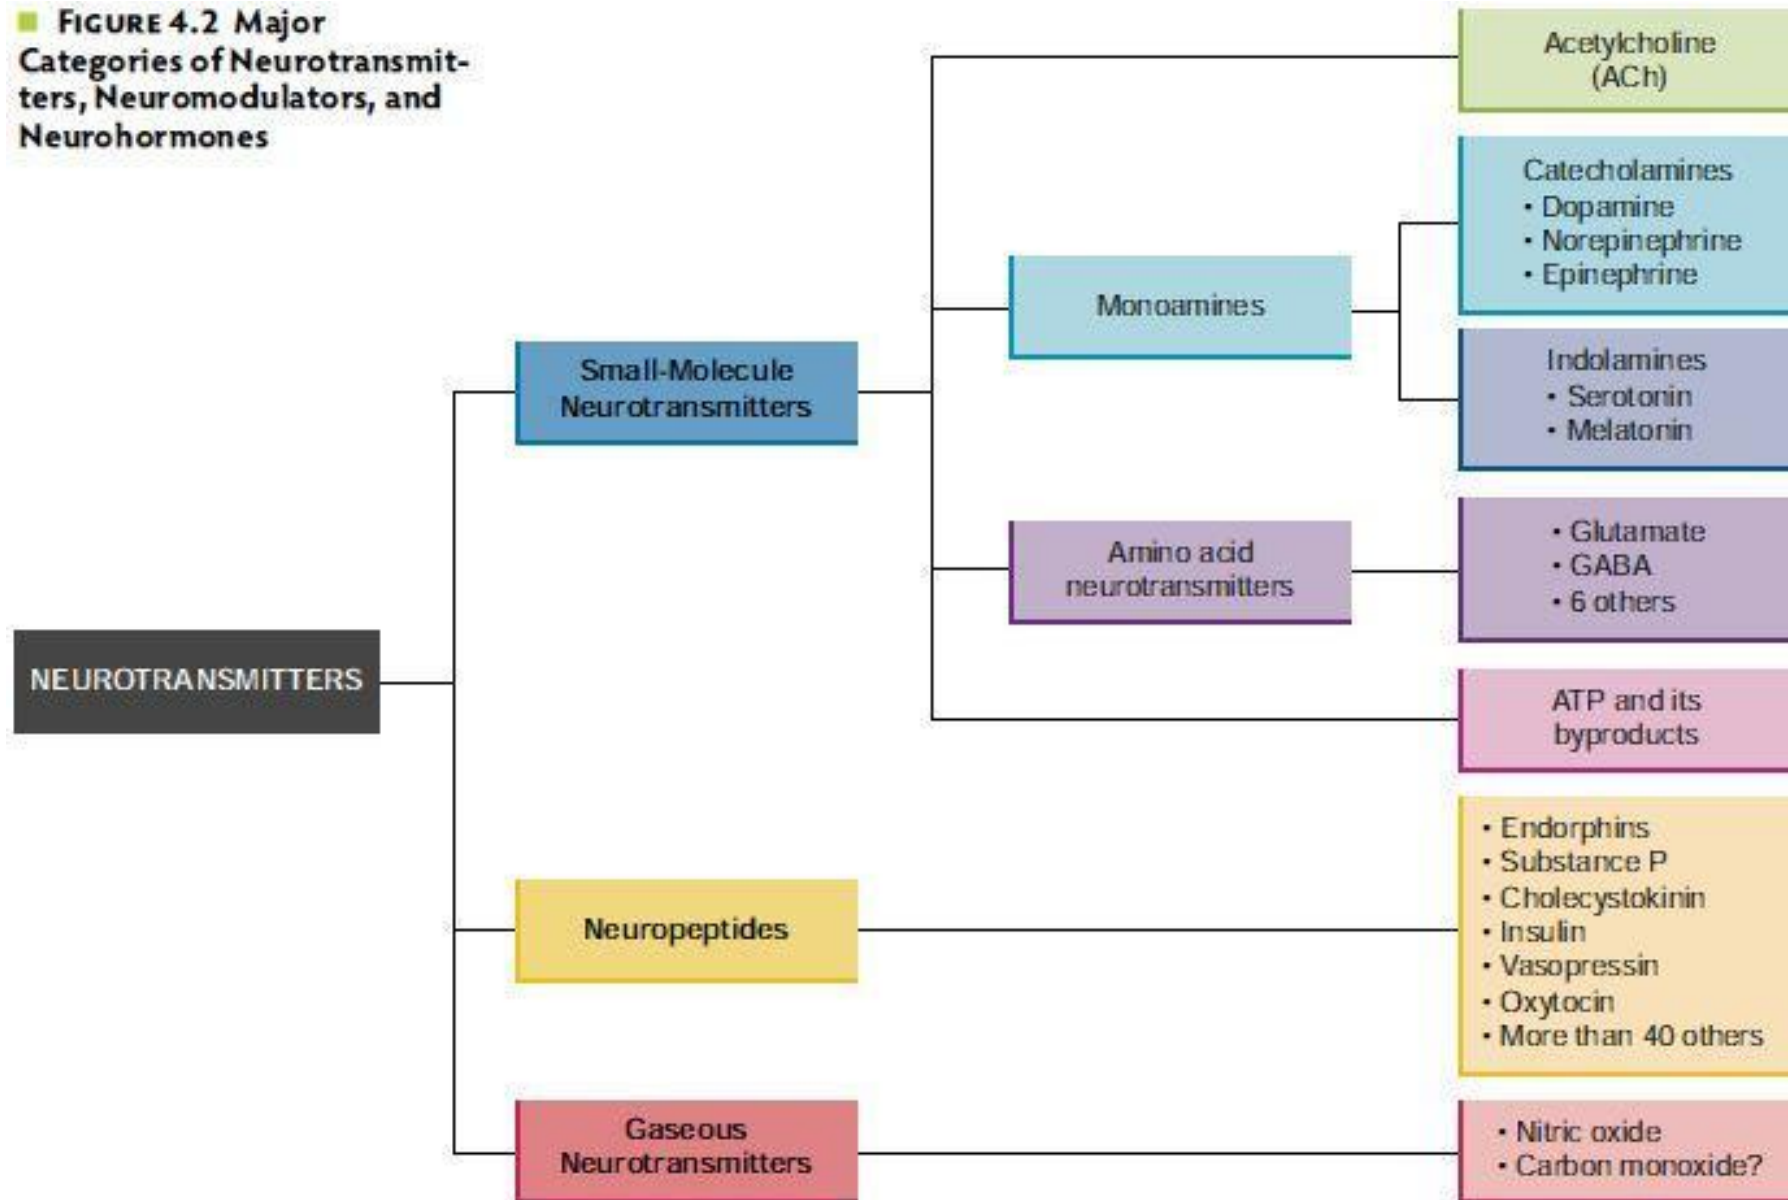 FIGURE 4.2 Major
Categories of Neurotransmit-
ters, Neuromodulators, and
Neurohormones
Acetylcholine
(ACh)
Catecholamines
• Dopamine
• Norepinephrine
• Epinephrine
Monoamines
Indolamines
• Serotonin
• Melatonin
Small-Molecule
Neurotransmitters
Amino acid
neurotransmitters
• Glutamate
• GABA
• 6 others
NEUROTRANSMITTERS
ATP and its
byproducts
Neuropeptides
• Endorphins
• Substance P
• Cholecystokinin
• Insulin
• Vasopressin
• Oxytocin
• More than 40 others
Gaseous
Neurotransmitters
• Nitric oxide
• Carbon monoxide?